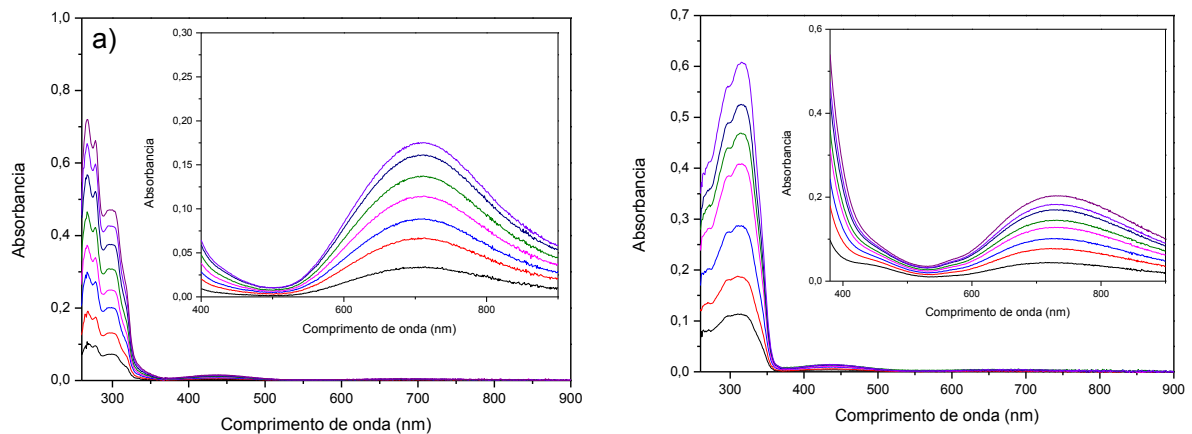 a)
Absorbancia
1,0
0,8
0,6
0,4
0,2
0,0
300 400 500 600 700 800 900
Comprimento de onda (nm)
Absorbancia
0,30
0,25
0,20
0,15
0,10
0,05
0,00
400 600 800
Comprimento de onda (nm)
Absorbancia
0,7
0,6
0,5
0,4
0,3
0,2
0,1
0,0
300 400 500 600 700 800 900
Comprimento de onda (nm)
Absorbancia
0,6
0,4
0,2
0,0
400 600 800
Comprimento de onda (nm)